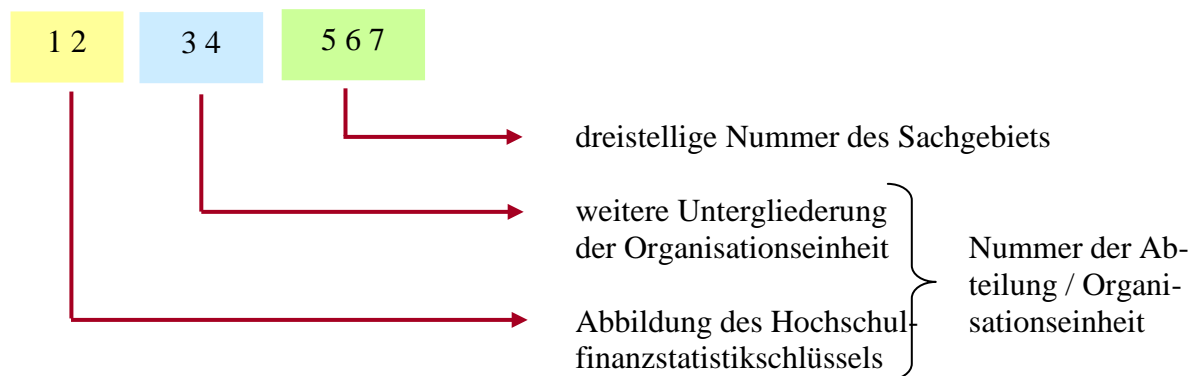 1 2
3 4
5 6 7
dreistellige Nummer des Sachgebiets
weitere Untergliederung
der Organisationseinheit
Nummer der Ab-
teilung / Organi-
sationseinheit
Abbildung des Hochschul-
finanzstatistikschlüssels